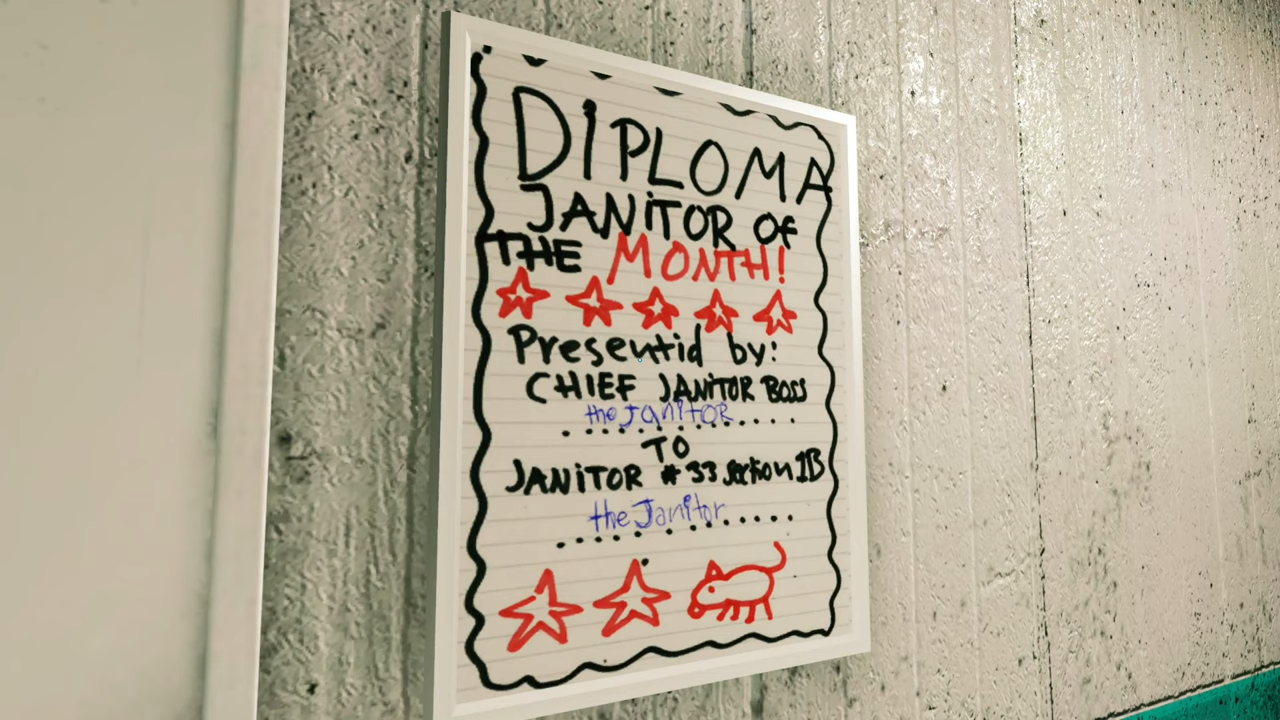 DIPLOMA
JANITOR Of
THE MONTH!
Presentid by:
CHIEF JANITOR BOSS
the JanitOR
TO
JANITOR # 33 section 1B
the Janitor